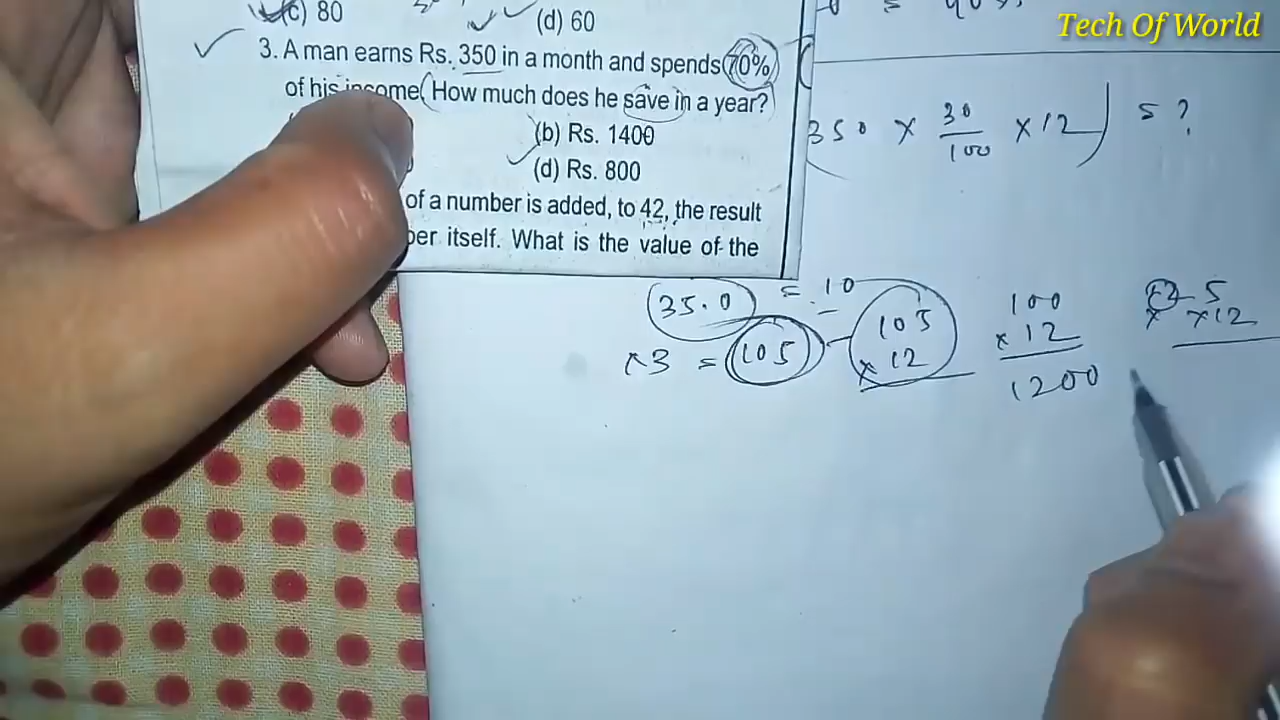 Tech Of World
(c) 80
(d) 60
3. A man earns Rs. 350 in a month and spends 70%
of his income. How much does he save in a year?
(b) Rs. 1400
(d) Rs. 800
of a number is added, to 42, the result
itself. What is the value of the
350 × 30/100 × 12) = ?
35.0 = 10
×3 = 105
105
× 12
100
× 12
1200
5
×12